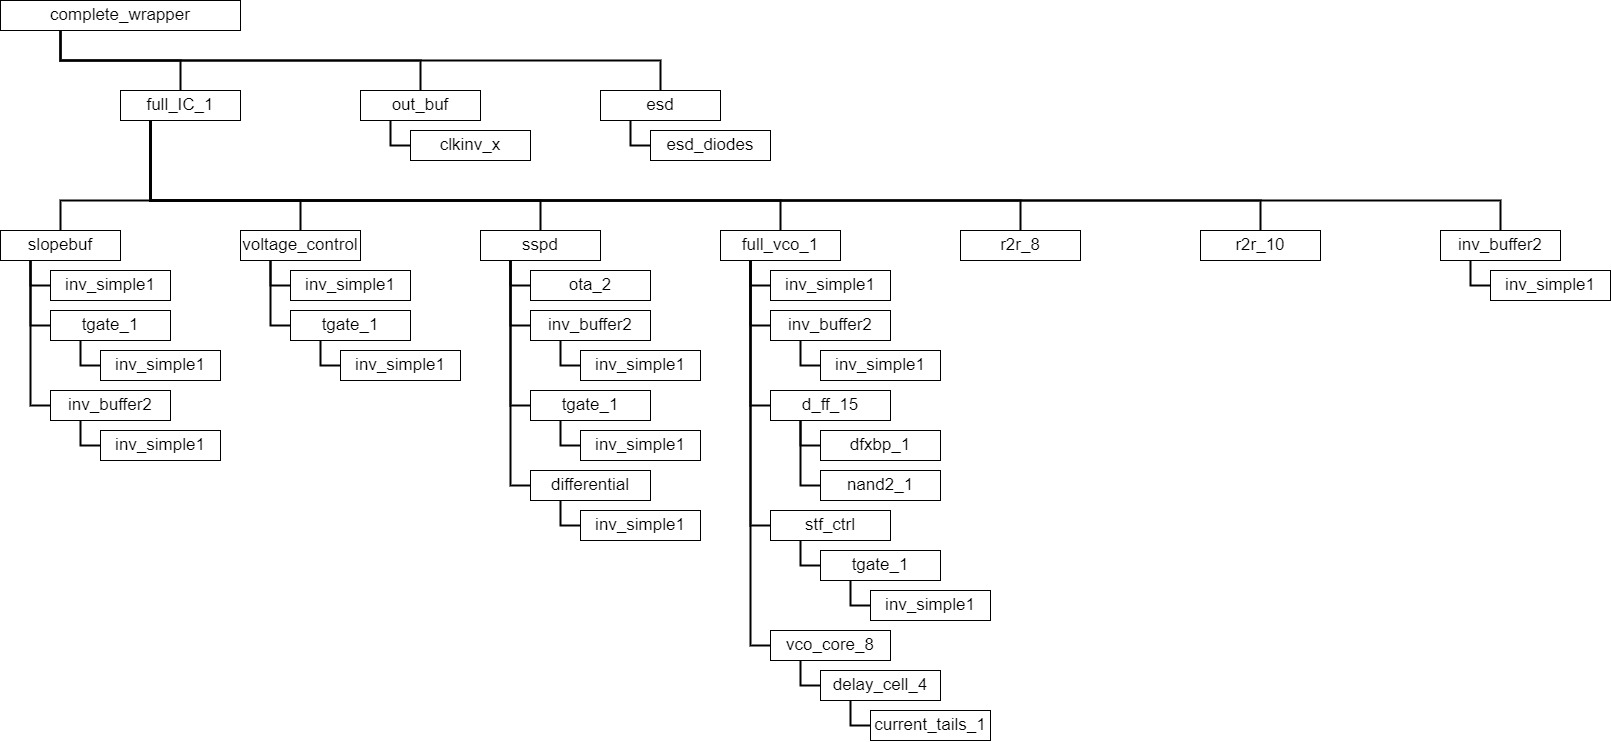 complete_wrapper
full_IC_1
out_buf
esd
clkinv_x
esd_diodes
slopebuf
inv_simple1
tgate_1
inv_simple1
inv_buffer2
inv_simple1
voltage_control
inv_simple1
tgate_1
inv_simple1
sspd
ota_2
inv_buffer2
inv_simple1
tgate_1
inv_simple1
differential
inv_simple1
full_vco_1
inv_simple1
inv_buffer2
inv_simple1
d_ff_15
dfxbp_1
nand2_1
stf_ctrl
tgate_1
inv_simple1
vco_core_8
delay_cell_4
current_tails_1
r2r_8
r2r_10
inv_buffer2
inv_simple1